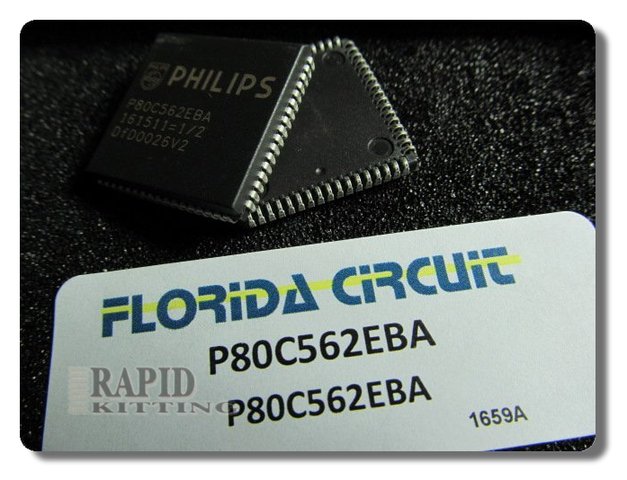 PHILIPS
P80C562EBA
161511=1/2
DfD0026V2
FLORIDA CIRCUIT
P80C562EBA
P80C562EBA
RAPID
KITTING
1659A